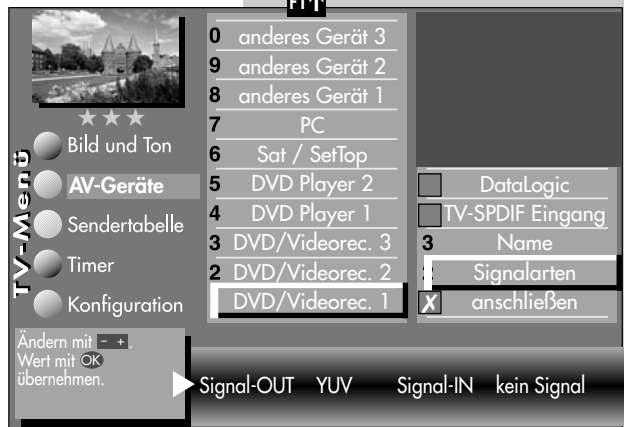 TV-Menü
Bild und Ton
AV-Geräte
Sendertabelle
Timer
Konfiguration
0 anderes Gerät 3
9 anderes Gerät 2
8 anderes Gerät 1
7 PC
6 Sat / SetTop
5 DVD Player 2
4 DVD Player 1
3 DVD/Videorec. 3
2 DVD/Videorec. 2
DVD/Videorec. 1
DataLogic
TV-SPDIF Eingang
3 Name
Signalarten
X anschließen
Ändern mit - + .
Wert mit OK
übernehmen.
Signal-OUT YUV Signal-IN kein Signal